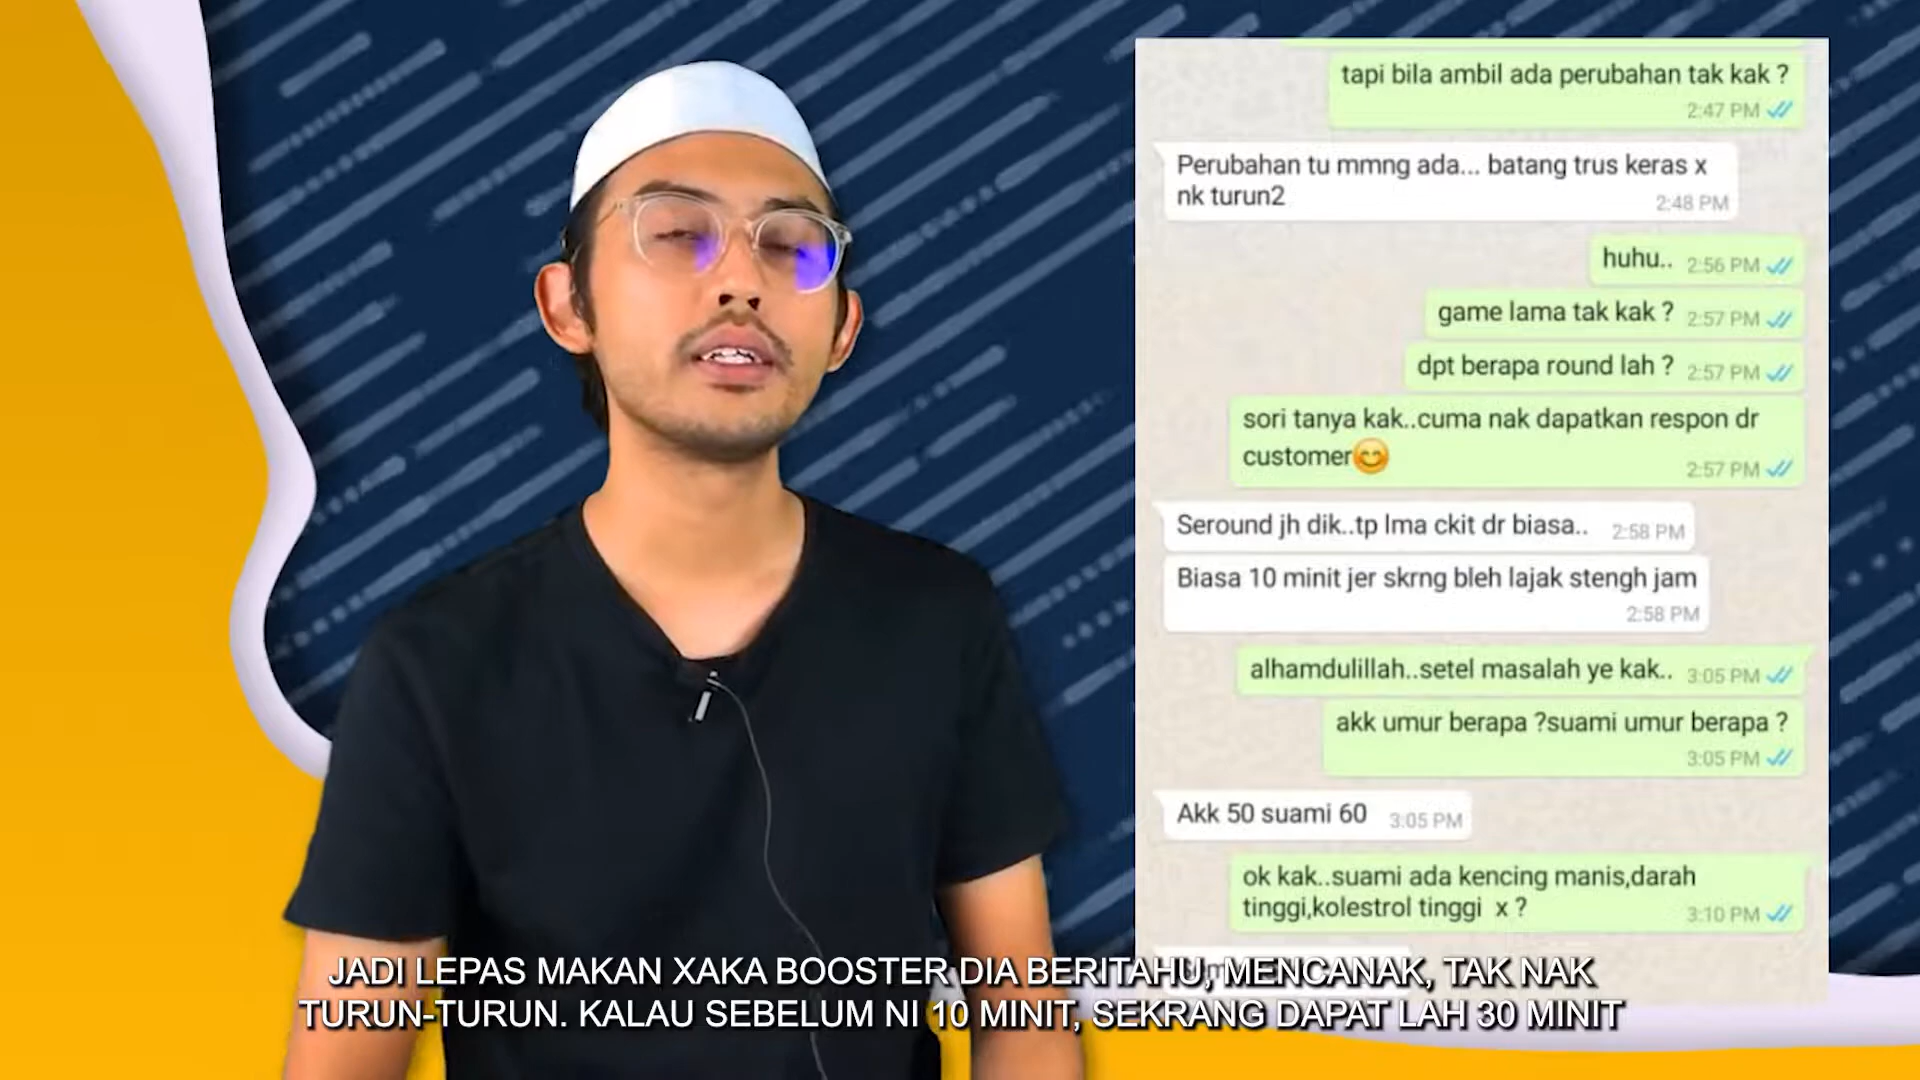 tapi bila ambil ada perubahan tak kak ?
2:47 PM
Perubahan tu mmng ada... batang trus keras x
nk turun2
2:48 PM
huhu..
2:56 PM
game lama tak kak ?
2:57 PM
dpt berapa round lah ?
2:57 PM
sori tanya kak..cuma nak dapatkan respon dr
customer😊
2:57 PM
Seround jh dik..tp lma ckit dr biasa..
2:58 PM
Biasa 10 minit jer skrng bleh lajak stengh jam
2:58 PM
alhamdulillah..setel masalah ye kak..
3:05 PM
akk umur berapa ?suami umur berapa ?
3:05 PM
Akk 50 suami 60
3:05 PM
ok kak..suami ada kencing manis,darah
tinggi,kolestrol tinggi x ?
3:10 PM
JADI LEPAS MAKAN XAKA BOOSTER DIA BERITAHU, MENCANAK, TAK NAK
TURUN-TURUN. KALAU SEBELUM NI 10 MINIT, SEKRANG DAPAT LAH 30 MINIT